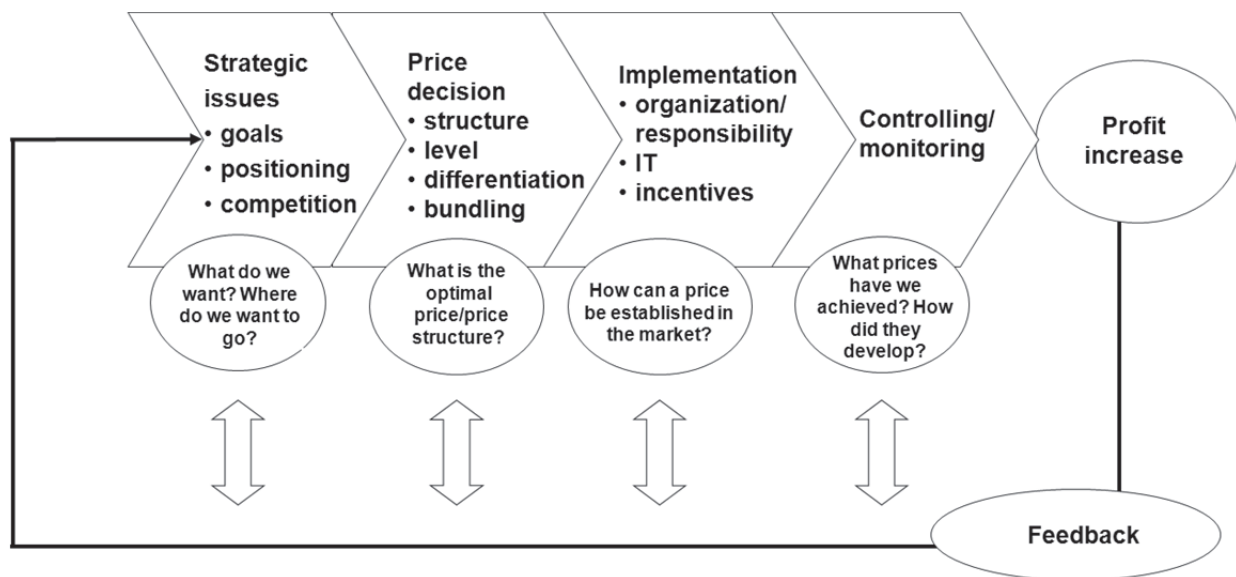 Strategic
issues
• goals
• positioning
• competition
Price
decision
• structure
• level
• differentiation
• bundling
Implementation
• organization/
responsibility
• IT
• incentives
Controlling/
monitoring
Profit
increase
What do we
want? Where
do we want to
go?
What is the
optimal
price/price
structure?
How can a price
be established in
the market?
What prices
have we
achieved? How
did they
develop?
Feedback